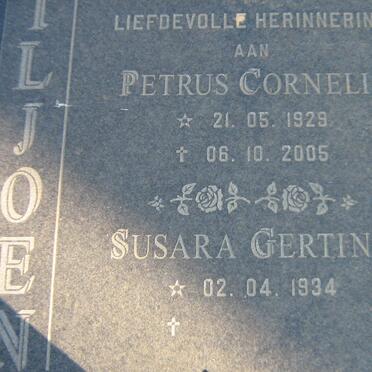 ILJOEN
LIEFDEVOLLE HERINNERIN
AAN
PETRUS CORNELI
☆ 21. 05. 1929
✝ 06. 10. 2005
SUSARA GERTIN
☆ 02. 04. 1934
✝